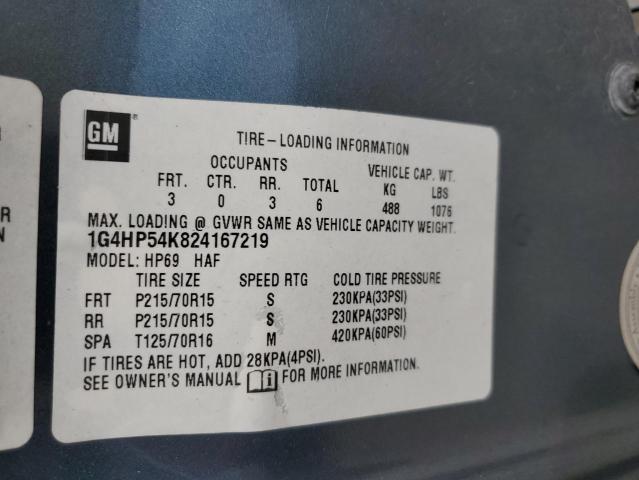 GM
TIRE-LOADING INFORMATION
OCCUPANTS VEHICLE CAP. WT.
FRT. CTR. RR. TOTAL KG LBS
3 0 3 6 488 1076
MAX. LOADING @ GVWR SAME AS VEHICLE CAPACITY WEIGHT.
1G4HP54K824167219
MODEL: HP69 HAF
TIRE SIZE SPEED RTG COLD TIRE PRESSURE
FRT P215/70R15 S 230KPA(33PSI)
RR P215/70R15 S 230KPA(33PSI)
SPA T125/70R16 M 420KPA(60PSI)
IF TIRES ARE HOT, ADD 28KPA(4PSI).
SEE OWNER'S MANUAL FOR MORE INFORMATION.